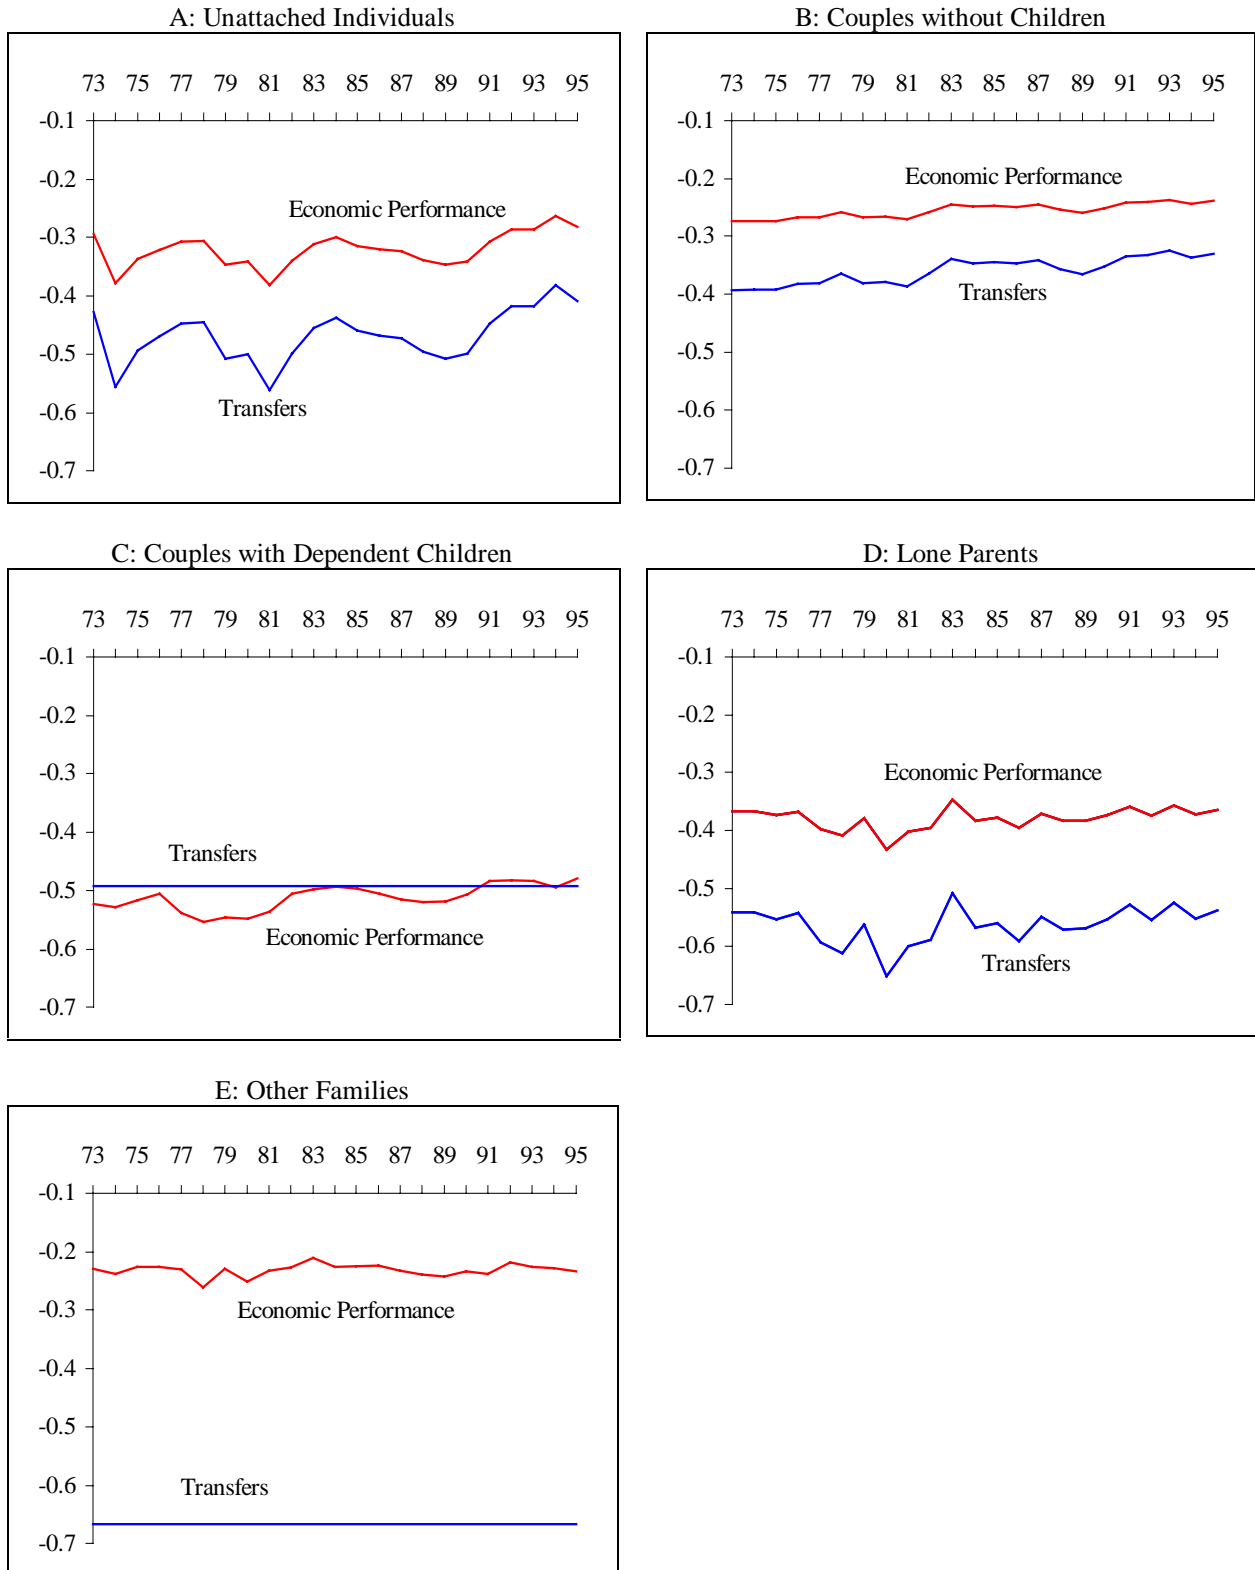 A: Unattached Individuals
73 75 77 79 81 83 85 87 89 91 93 95
-0.1
-0.2
Economic Performance
-0.3
-0.4
-0.5
Transfers
-0.6
-0.7
B: Couples without Children
73 75 77 79 81 83 85 87 89 91 93 95
-0.1
Economic Performance
-0.2
-0.3
Transfers
-0.4
-0.5
-0.6
-0.7
C: Couples with Dependent Children
73 75 77 79 81 83 85 87 89 91 93 95
-0.1
-0.2
-0.3
-0.4
Transfers
-0.5
Economic Performance
-0.6
-0.7
D: Lone Parents
73 75 77 79 81 83 85 87 89 91 93 95
-0.1
-0.2
-0.3
Economic Performance
-0.4
-0.5
-0.6
Transfers
-0.7
E: Other Families
73 75 77 79 81 83 85 87 89 91 93 95
-0.1
-0.2
-0.3
Economic Performance
-0.4
-0.5
-0.6
Transfers
-0.7